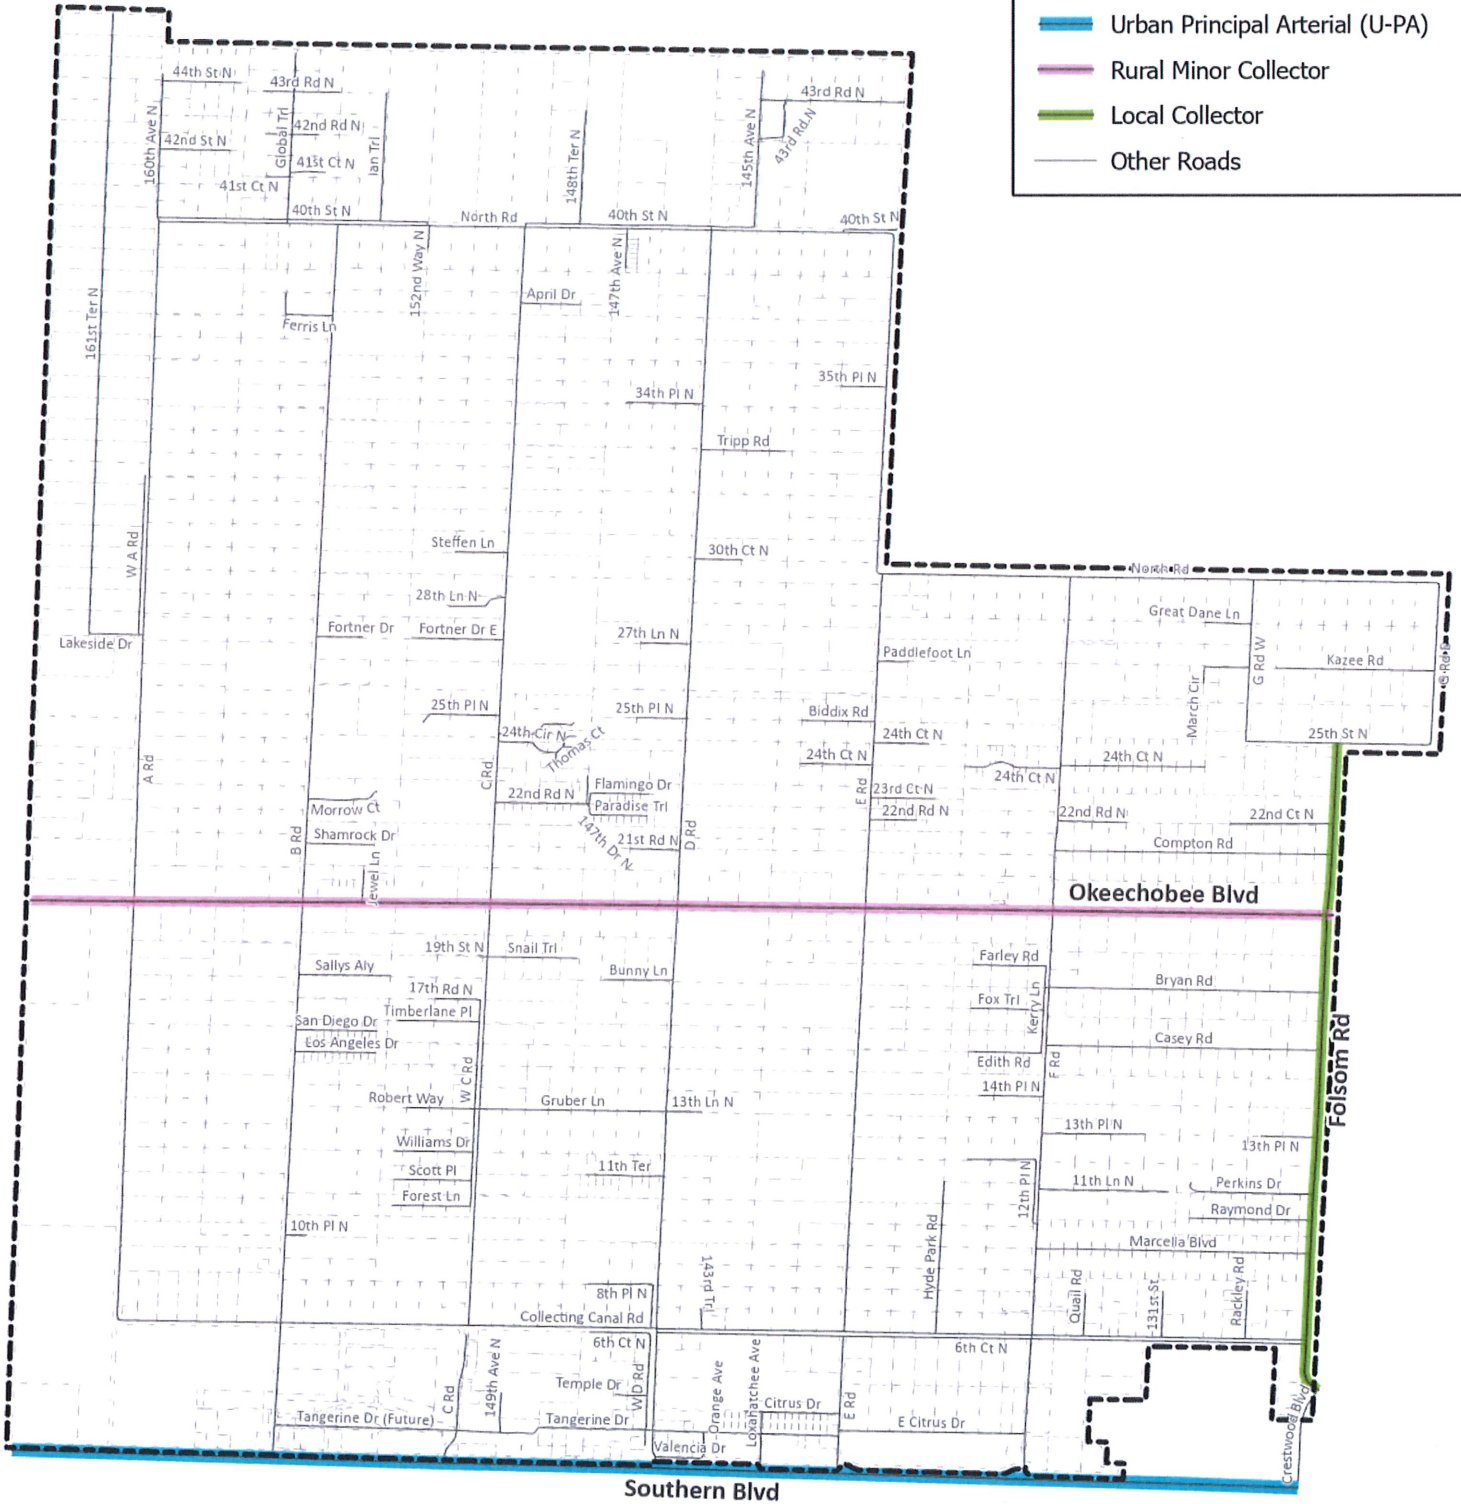 Urban Principal Arterial (U-PA)
Rural Minor Collector
Local Collector
Other Roads
44th St N
43rd Rd N
43rd Rd N
160th Ave N
Global Trl
42nd Rd N
Ian Trl
148th Ter N
145th Ave N
43rd Rd N
42nd St N
41st Ct N
41st Ct N
40th St N
North Rd
40th St N
40th St N
161st Ter N
152nd Way N
147th Ave N
April Dr
Ferris Ln
35th Pl N
34th Pl N
Tripp Rd
W A Rd
Steffen Ln
30th Ct N
North Rd
28th Ln N
Great Dane Ln
Fortner Dr
Fortner Dr E
27th Ln N
Lakeside Dr
Paddlefoot Ln
G Rd W
Kazee Rd
G Rd E
March Cir
25th Pl N
25th Pl N
Biddix Rd
24th Cir N
Thomas Ct
24th Ct N
25th St N
24th Ct N
24th Ct N
24th Ct N
A Rd
C Rd
Flamingo Dr
E Rd
23rd Ct N
22nd Rd N
Paradise Trl
22nd Rd N
22nd Rd N
22nd Ct N
Morrow Ct
Shamrock Dr
B Rd
147th Dr N
21st Rd N
D Rd
Compton Rd
Jewel Ln
Okeechobee Blvd
19th St N
Snail Trl
Farley Rd
Sallys Aly
Bunny Ln
Bryan Rd
17th Rd N
Fox Trl
Kerry Ln
Timberlane Pl
San Diego Dr
Los Angeles Dr
Casey Rd
Folsom Rd
Edith Rd
F Rd
W C Rd
14th Pl N
Robert Way
Gruber Ln
13th Ln N
13th Pl N
13th Pl N
Williams Dr
Scott Pl
11th Ter
12th Pl N
11th Ln N
Perkins Dr
Forest Ln
Raymond Dr
10th Pl N
Hyde Park Rd
Marcella Blvd
143rd Trl
Quail Rd
131st St
Rackley Rd
8th Pl N
Collecting Canal Rd
6th Ct N
6th Ct N
C Rd
149th Ave N
Temple Dr
W D Rd
Orange Ave
Loxahatchee Ave
Citrus Dr
E Rd
E Citrus Dr
Tangerine Dr (Future)
Tangerine Dr
Valencia Dr
Crestwood Blvd
Southern Blvd